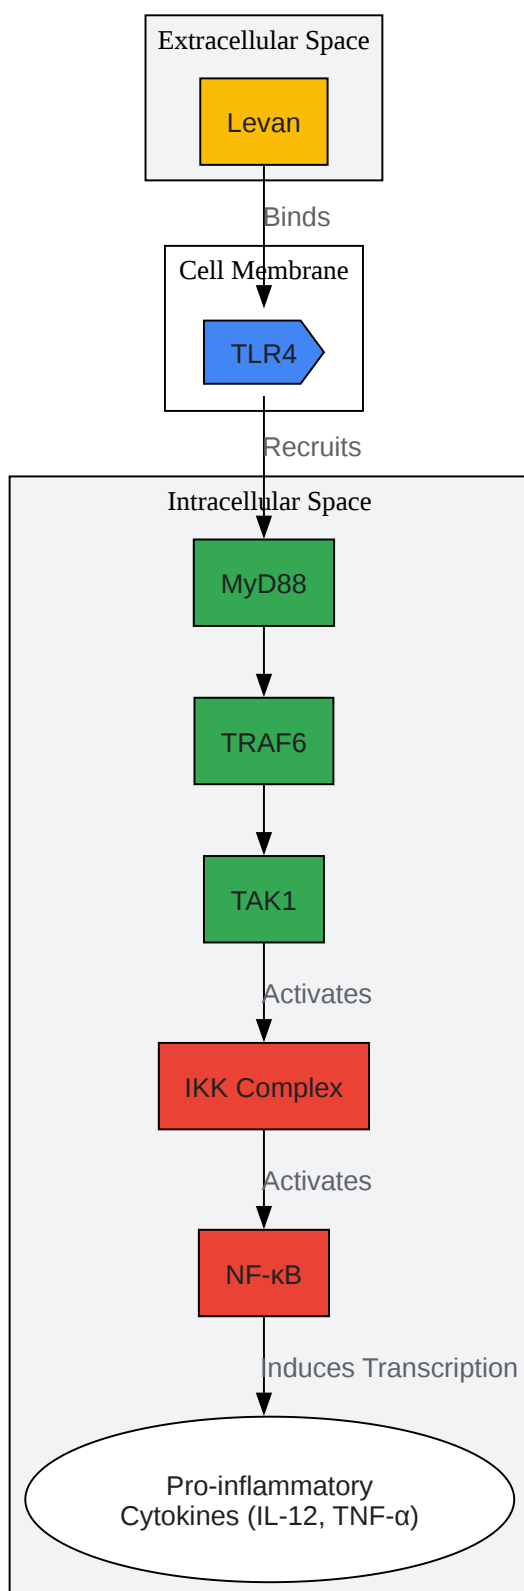 Extracellular Space
Levan
Binds
Cell Membrane
TLR4
Recruits
Intracellular Space
MyD88
TRAF6
TAK1
Activates
IKK Complex
Activates
NF-κB
Induces Transcription
Pro-inflammatory
Cytokines (IL-12, TNF-α)